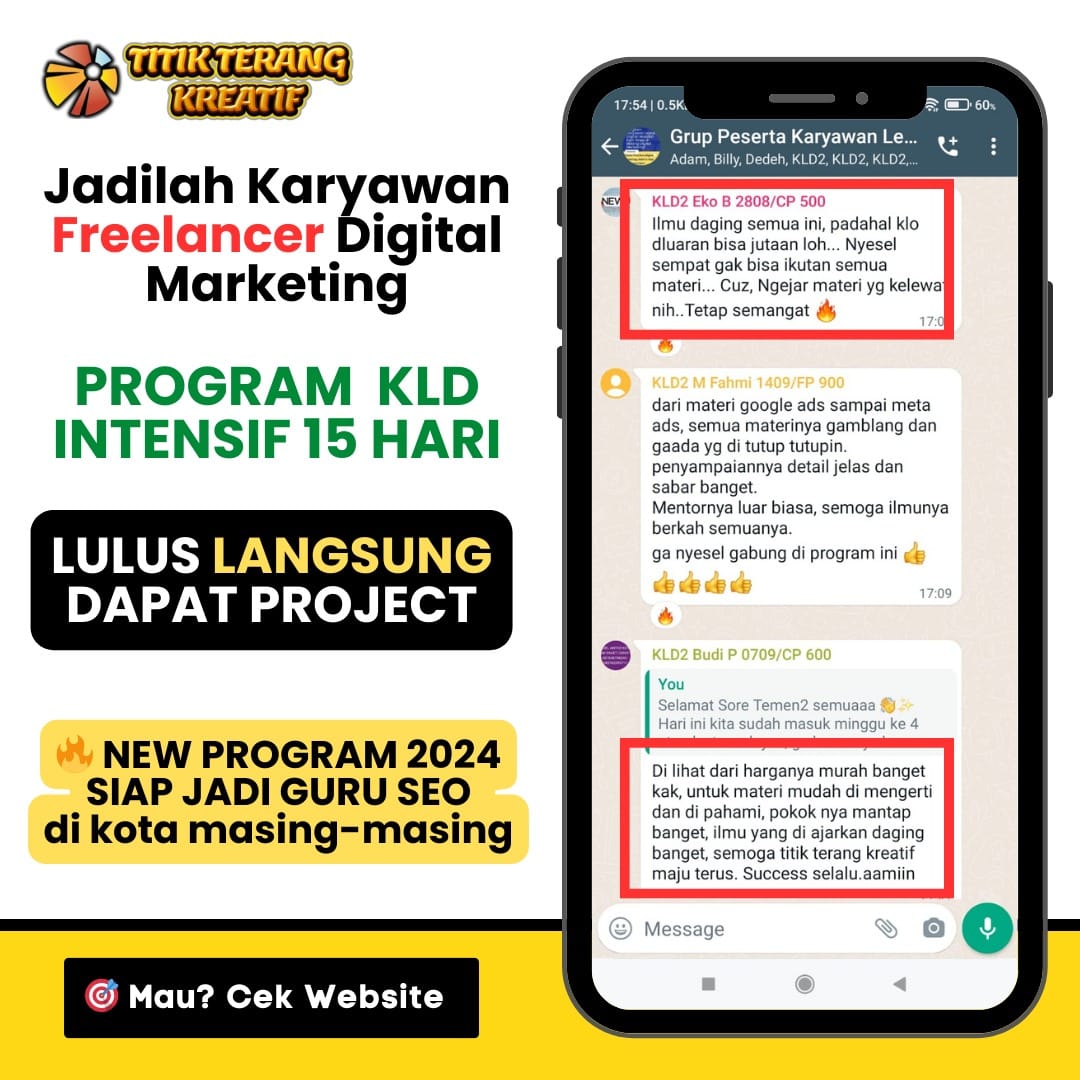 TITIK TERANG
KREATIF
Jadilah Karyawan
Freelancer Digital
Marketing
PROGRAM KLD
INTENSIF 15 HARI
LULUS LANGSUNG
DAPAT PROJECT
🔥 NEW PROGRAM 2024
SIAP JADI GURU SEO
di kota masing-masing
🎯 Mau? Cek Website
17:54 | 0.5K
60%
Grup Peserta Karyawan Le...
Adam, Billy, Dedeh, KLD2, KLD2, KLD2,...
NEW
KLD2 Eko B 2808/CP 500
Ilmu daging semua ini, padahal klo
dluaran bisa jutaan loh... Nyesel
sempat gak bisa ikutan semua
materi... Cuz, Ngejar materi yg kelewa
nih..Tetap semangat 🔥
17:0
🔥
KLD2 M Fahmi 1409/FP 900
dari materi google ads sampai meta
ads, semua materinya gamblang dan
gaada yg di tutup tutupin.
penyampaiannya detail jelas dan
sabar banget.
Mentornya luar biasa, semoga ilmunya
berkah semuanya.
ga nyesel gabung di program ini 👍
👍👍👍👍
17:09
🔥
KLD2 Budi P 0709/CP 600
You
Selamat Sore Temen2 semuaaa 👏✨
Hari ini kita sudah masuk minggu ke 4
Di lihat dari harganya murah banget
kak, untuk materi mudah di mengerti
dan di pahami, pokok nya mantap
banget, ilmu yang di ajarkan daging
banget, semoga titik terang kreatif
maju terus. Success selalu.aamiin
Message